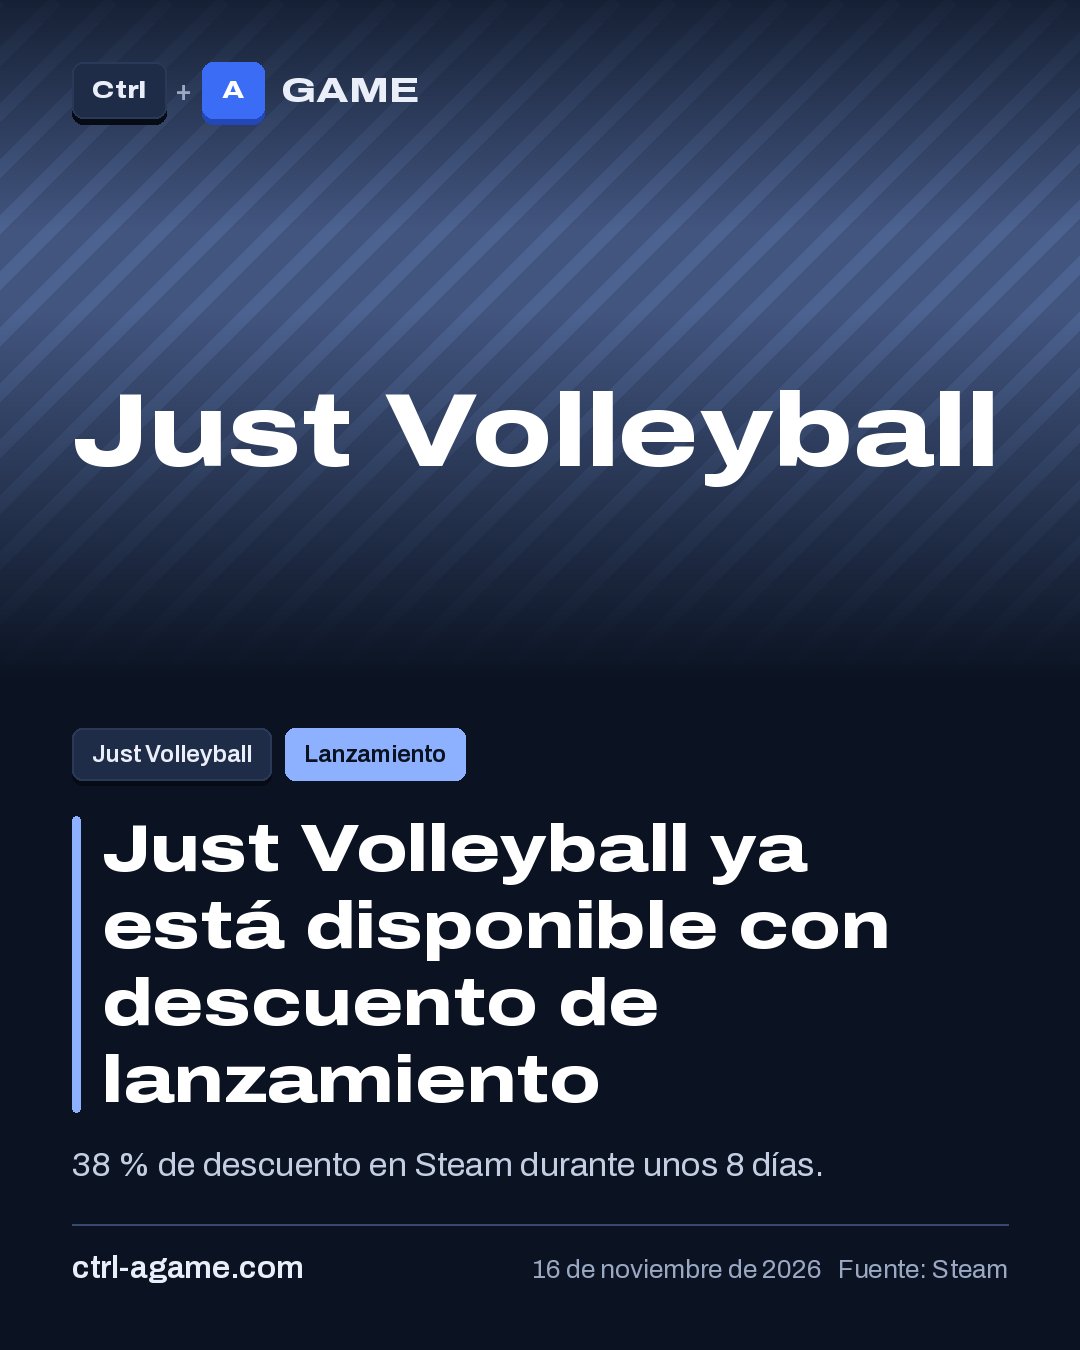 Ctrl + A GAME
Just Volleyball
Just Volleyball Lanzamiento
Just Volleyball ya
está disponible con
descuento de
lanzamiento
38 % de descuento en Steam durante unos 8 días.
ctrl-agame.com 16 de noviembre de 2026 Fuente: Steam